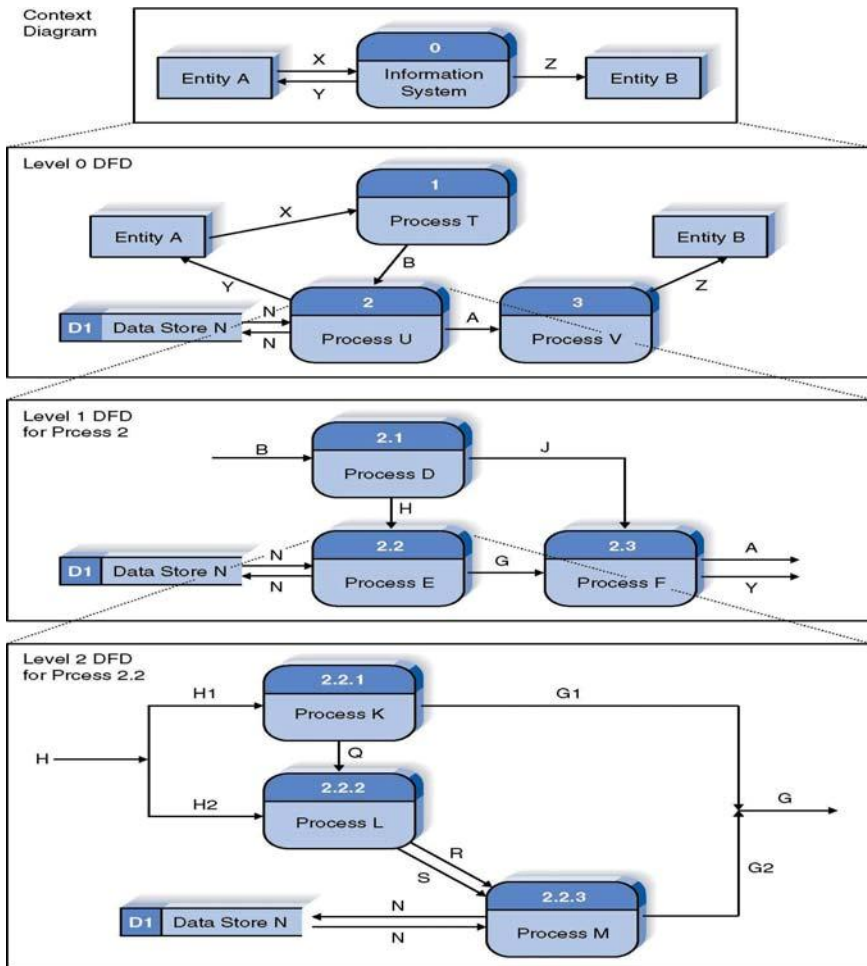 Context
Diagram
0
Information
System
Entity A
X
Y
Z
Entity B
Level 0 DFD
1
Process T
Entity A
X
Entity B
B
Y
Z
2
Process U
3
Process V
D1 Data Store N
N
N
A
Level 1 DFD
for Prcess 2
2.1
Process D
B
J
H
2.2
Process E
2.3
Process F
D1 Data Store N
N
N
G
A
Y
Level 2 DFD
for Prcess 2.2
2.2.1
Process K
H1
G1
H
Q
2.2.2
Process L
H2
G
R
S
G2
2.2.3
Process M
D1 Data Store N
N
N